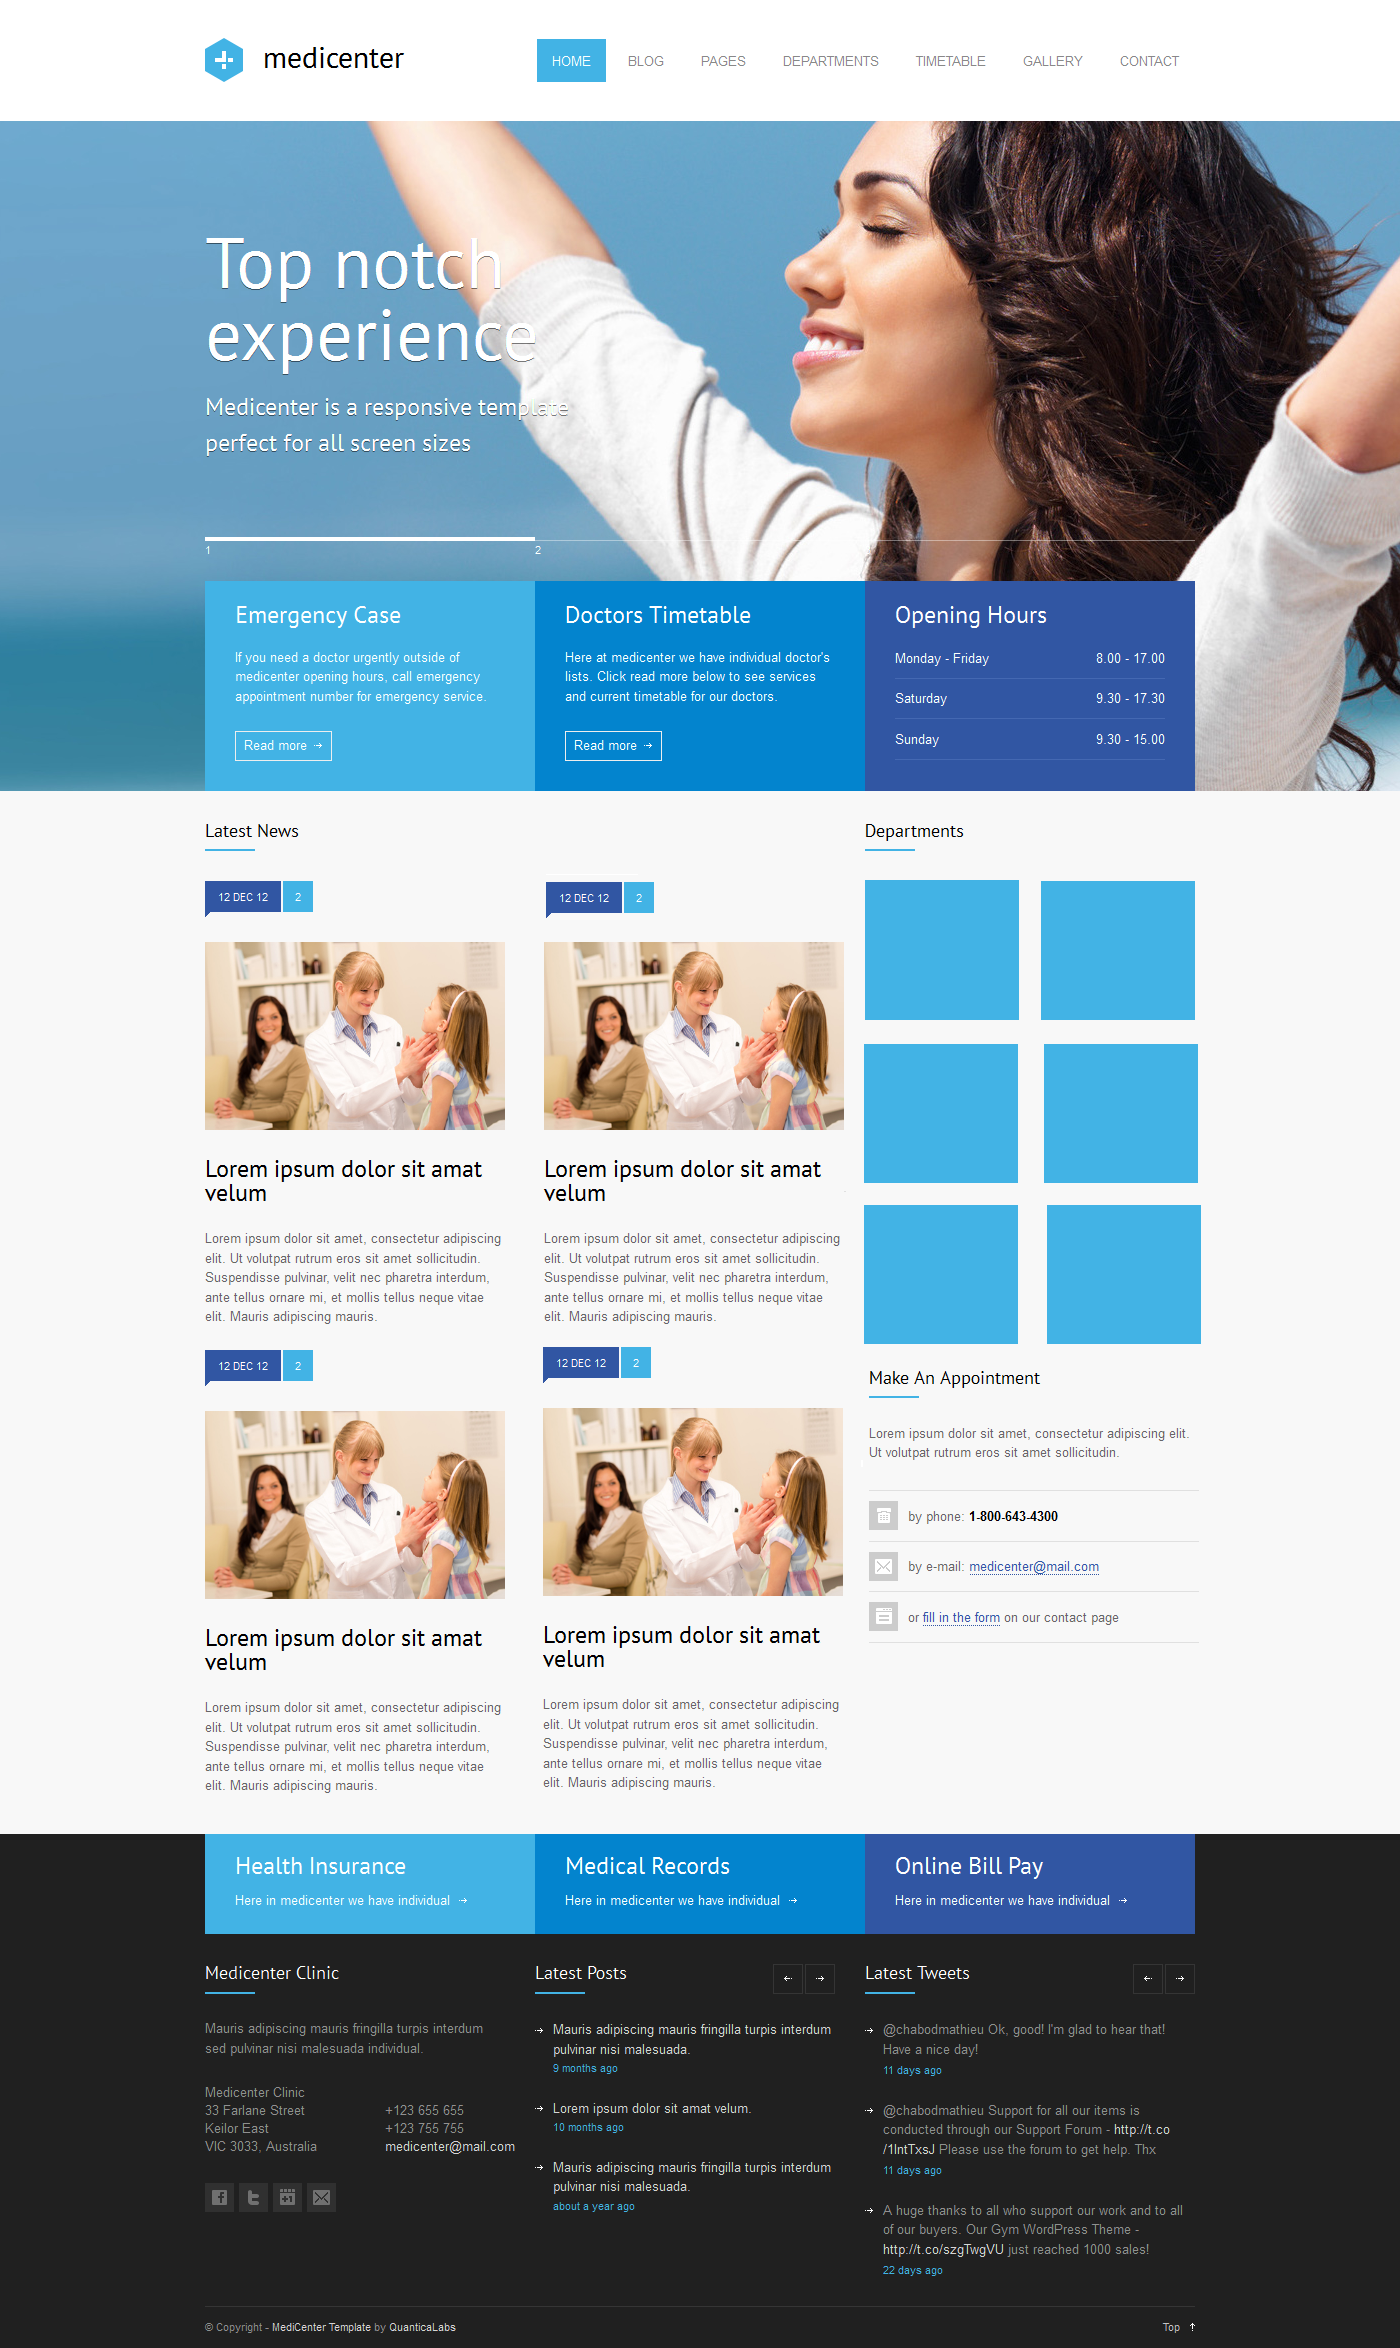 medicenter
HOME BLOG PAGES DEPARTMENTS TIMETABLE GALLERY CONTACT
Top notch
experience
Medicenter is a responsive template
perfect for all screen sizes
1 2
Emergency Case
If you need a doctor urgently outside of
medicenter opening hours, call emergency
appointment number for emergency service.
Read more
Doctors Timetable
Here at medicenter we have individual doctor's
lists. Click read more below to see services
and current timetable for our doctors.
Read more
Opening Hours
Monday - Friday 8.00 - 17.00
Saturday 9.30 - 17.30
Sunday 9.30 - 15.00
Latest News
12 DEC 12 2
Lorem ipsum dolor sit amat
velum
Lorem ipsum dolor sit amet, consectetur adipiscing
elit. Ut volutpat rutrum eros sit amet sollicitudin.
Suspendisse pulvinar, velit nec pharetra interdum,
ante tellus ornare mi, et mollis tellus neque vitae
elit. Mauris adipiscing mauris.
12 DEC 12 2
Lorem ipsum dolor sit amat
velum
Lorem ipsum dolor sit amet, consectetur adipiscing
elit. Ut volutpat rutrum eros sit amet sollicitudin.
Suspendisse pulvinar, velit nec pharetra interdum,
ante tellus ornare mi, et mollis tellus neque vitae
elit. Mauris adipiscing mauris.
12 DEC 12 2
Lorem ipsum dolor sit amat
velum
Lorem ipsum dolor sit amet, consectetur adipiscing
elit. Ut volutpat rutrum eros sit amet sollicitudin.
Suspendisse pulvinar, velit nec pharetra interdum,
ante tellus ornare mi, et mollis tellus neque vitae
elit. Mauris adipiscing mauris.
12 DEC 12 2
Lorem ipsum dolor sit amat
velum
Lorem ipsum dolor sit amet, consectetur adipiscing
elit. Ut volutpat rutrum eros sit amet sollicitudin.
Suspendisse pulvinar, velit nec pharetra interdum,
ante tellus ornare mi, et mollis tellus neque vitae
elit. Mauris adipiscing mauris.
Departments
Make An Appointment
Lorem ipsum dolor sit amet, consectetur adipiscing elit.
Ut volutpat rutrum eros sit amet sollicitudin.
by phone: 1-800-643-4300
by e-mail: medicenter@mail.com
or fill in the form on our contact page
Health Insurance
Here in medicenter we have individual
Medical Records
Here in medicenter we have individual
Online Bill Pay
Here in medicenter we have individual
Medicenter Clinic
Mauris adipiscing mauris fringilla turpis interdum
sed pulvinar nisi malesuada individual.
Medicenter Clinic
33 Farlane Street +123 655 655
Keilor East +123 755 755
VIC 3033, Australia medicenter@mail.com
+1
Latest Posts
Mauris adipiscing mauris fringilla turpis interdum
pulvinar nisi malesuada.
9 months ago
Lorem ipsum dolor sit amat velum.
10 months ago
Mauris adipiscing mauris fringilla turpis interdum
pulvinar nisi malesuada.
about a year ago
Latest Tweets
@chabodmathieu Ok, good! I'm glad to hear that!
Have a nice day!
11 days ago
@chabodmathieu Support for all our items is
conducted through our Support Forum - http://t.co
/1lntTxsJ Please use the forum to get help. Thx
11 days ago
A huge thanks to all who support our work and to all
of our buyers. Our Gym WordPress Theme -
http://t.co/szgTwgVU just reached 1000 sales!
22 days ago
© Copyright - MediCenter Template by QuanticaLabs Top